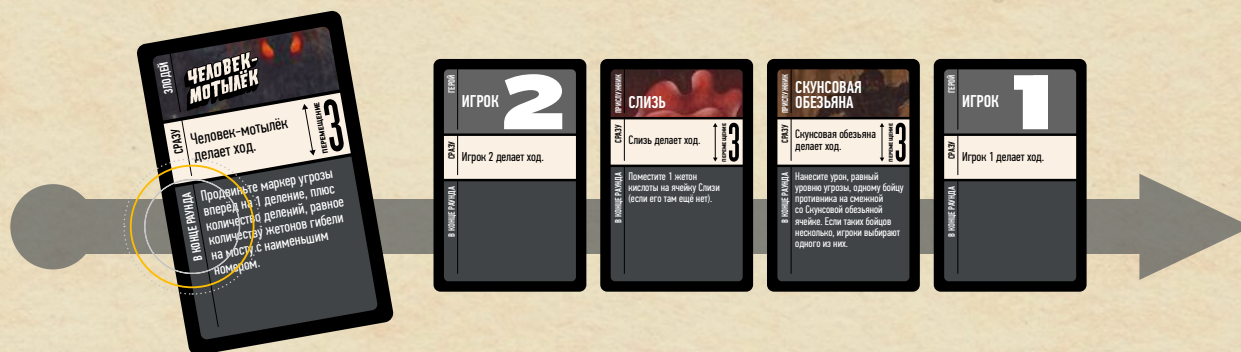 ЗЛОДЕЙ
ЧЕЛОВЕК-
МОТЫЛЁК
СРАЗУ
Человек-мотылёк
делает ход.
ПЕРЕМЕЩЕНИЕ
3
В КОНЦЕ РАУНДА
Продвиньте маркер угрозы
вперёд на 1 деление, плюс
количество делений, равное
количеству жетонов гибели
на мосту с наименьшим
номером.
ГЕРОЙ
ИГРОК 2
СРАЗУ
Игрок 2 делает ход.
В КОНЦЕ РАУНДА
ПРИСЛУЖНИК
СЛИЗЬ
СРАЗУ
Слизь делает ход.
ПЕРЕМЕЩЕНИЕ
3
В КОНЦЕ РАУНДА
Поместите 1 жетон
кислоты на ячейку Слизи
(если его там ещё нет).
ПРИСЛУЖНИК
СКУНСОВАЯ
ОБЕЗЬЯНА
СРАЗУ
Скунсовая обезьяна
делает ход.
ПЕРЕМЕЩЕНИЕ
3
В КОНЦЕ РАУНДА
Нанесите урон, равный
уровню угрозы, одному бойцу
противника на смежной
со Скунсовой обезьяной
ячейке. Если таких бойцов
несколько, игроки выбирают
одного из них.
ГЕРОЙ
ИГРОК 1
СРАЗУ
Игрок 1 делает ход.
В КОНЦЕ РАУНДА